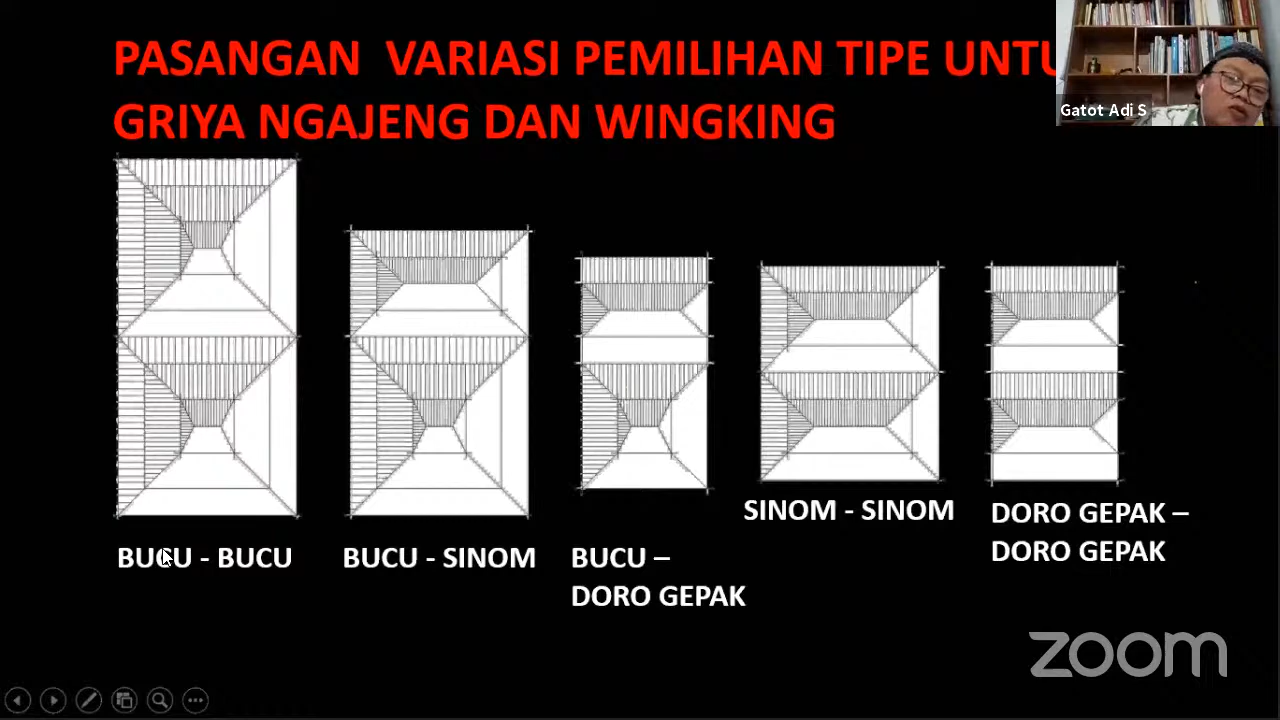 PASANGAN VARIASI PEMILIHAN TIPE
GRIYA NGAJENG DAN WINGKING
Gatot Adi S
BUCU - BUCU
BUCU - SINOM
BUCU –
DORO GEPAK
SINOM - SINOM
DORO GEPAK –
DORO GEPAK
zoom